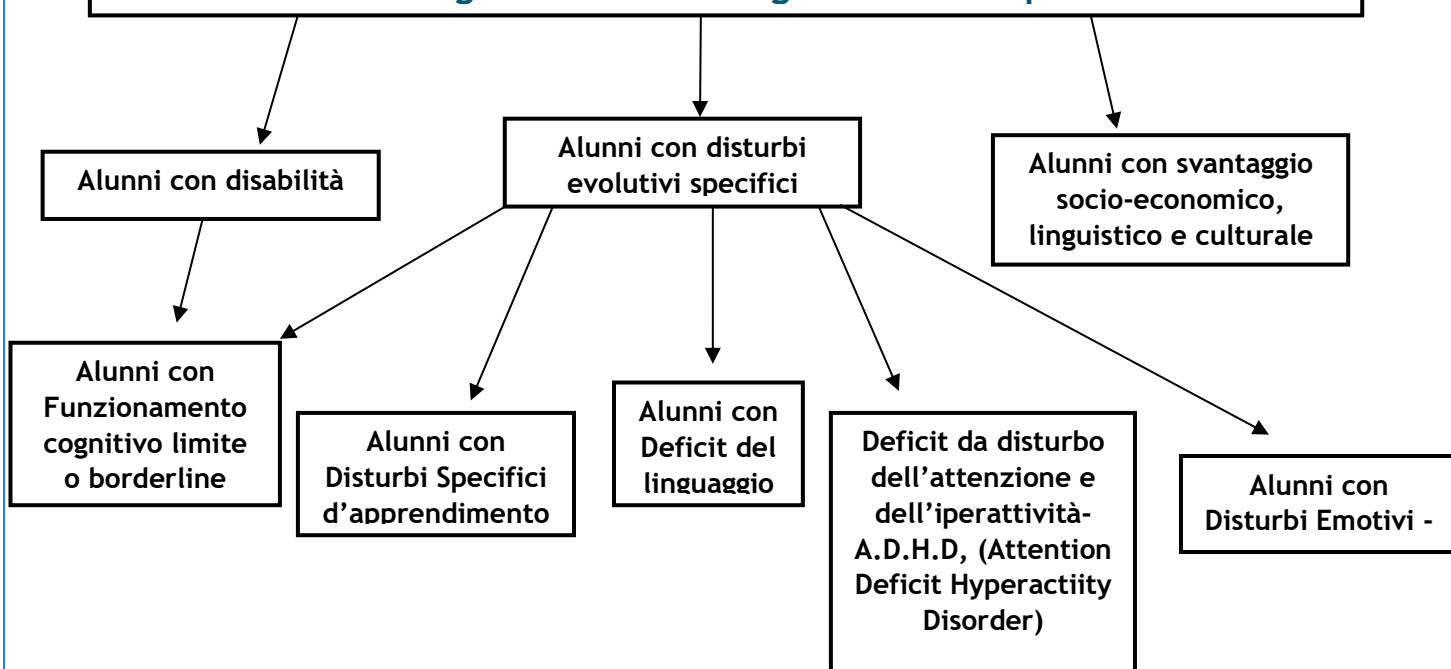 Alunni con disabilità
Alunni con disturbi
evolutivi specifici
Alunni con svantaggio
socio-economico,
linguistico e culturale
Alunni con
Funzionamento
cognitivo limite
o borderline
Alunni con
Disturbi Specifici
d’apprendimento
Alunni con
Deficit del
linguaggio
Deficit da disturbo
dell’attenzione e
dell’iperattività-
A.D.H.D, (Attention
Deficit Hyperactiity
Disorder)
Alunni con
Disturbi Emotivi -